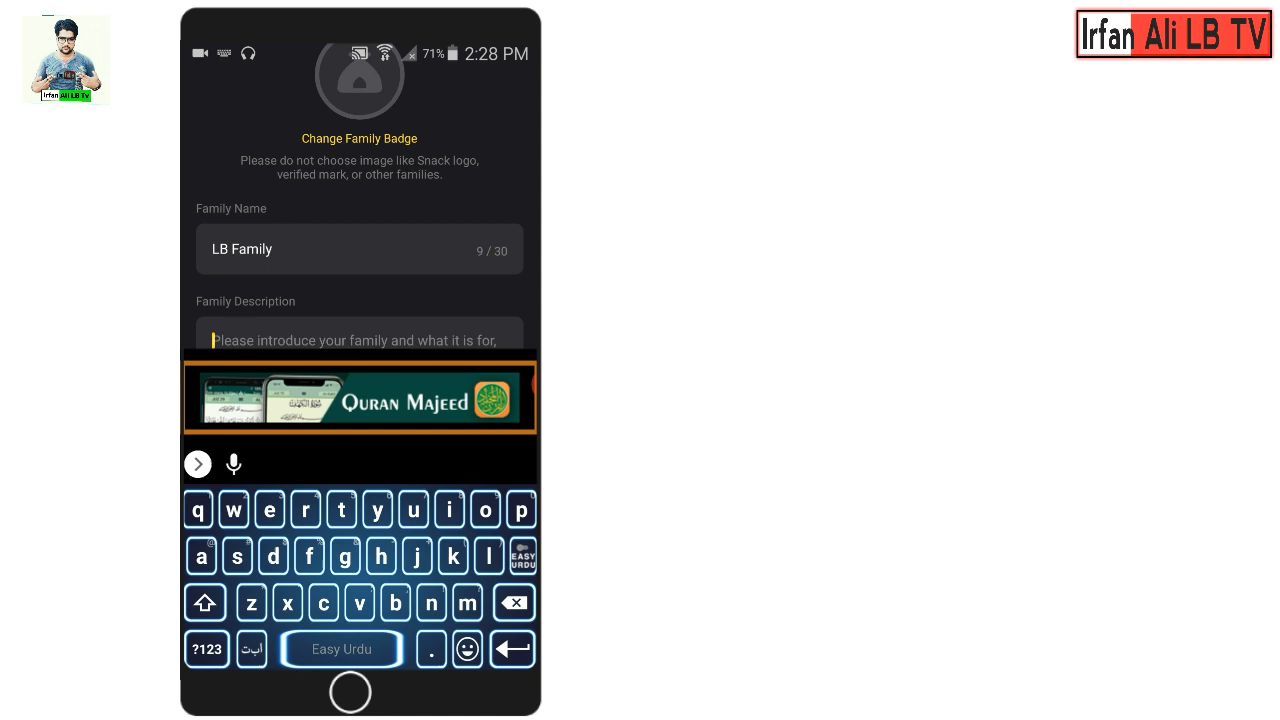 Irfan Ali LB TV
Irfan Ali LB Tv
71% 2:28 PM
Change Family Badge
Please do not choose image like Snack logo,
verified mark, or other families.
Family Name
LB Family
9 / 30
Family Description
Please introduce your family and what it is for,
QURAN MAJEED
q w e r t y u i o p
a s d f g h j k l EASY URDU
z x c v b n m
?123 ا ب ت Easy Urdu .